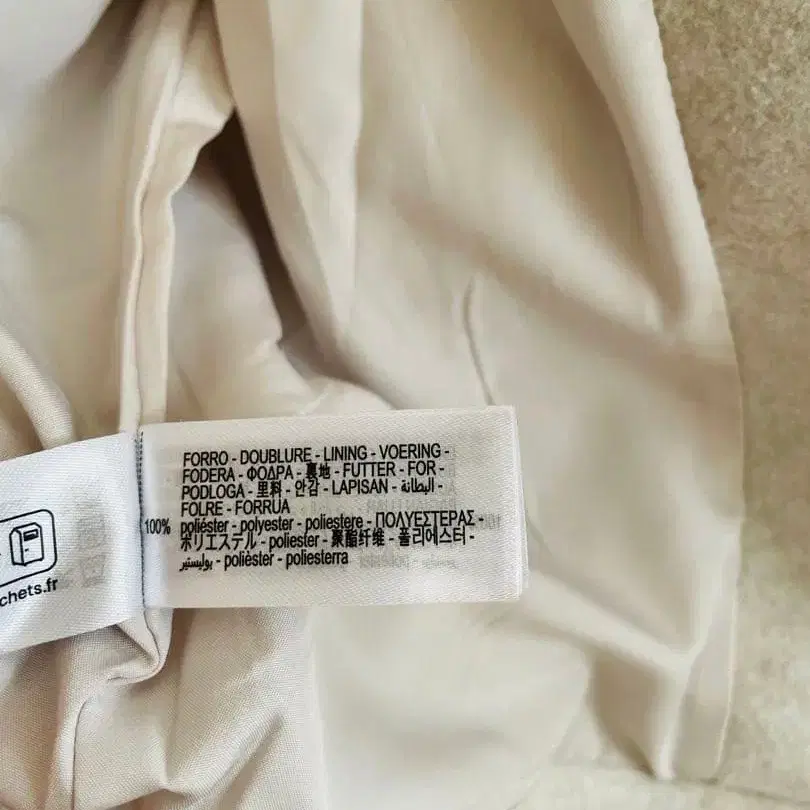 FORRO - DOUBLURE - LINING - VOERING -
FODERA - ΦΟΔΡΑ - 裏地 - FUTTER - FOR -
PODLOGA - 里料 - 안감 - LAPISAN - البطانة -
FOLRE - FORRUA
100% poliéster - polyester - poliestere - ΠΟΛΥΕΣΤΕΡΑΣ -
ポリエステル - poliester - 聚酯纤维 - 폴리에스터 -
بوليستير - polièster - poliesterra
chets.fr